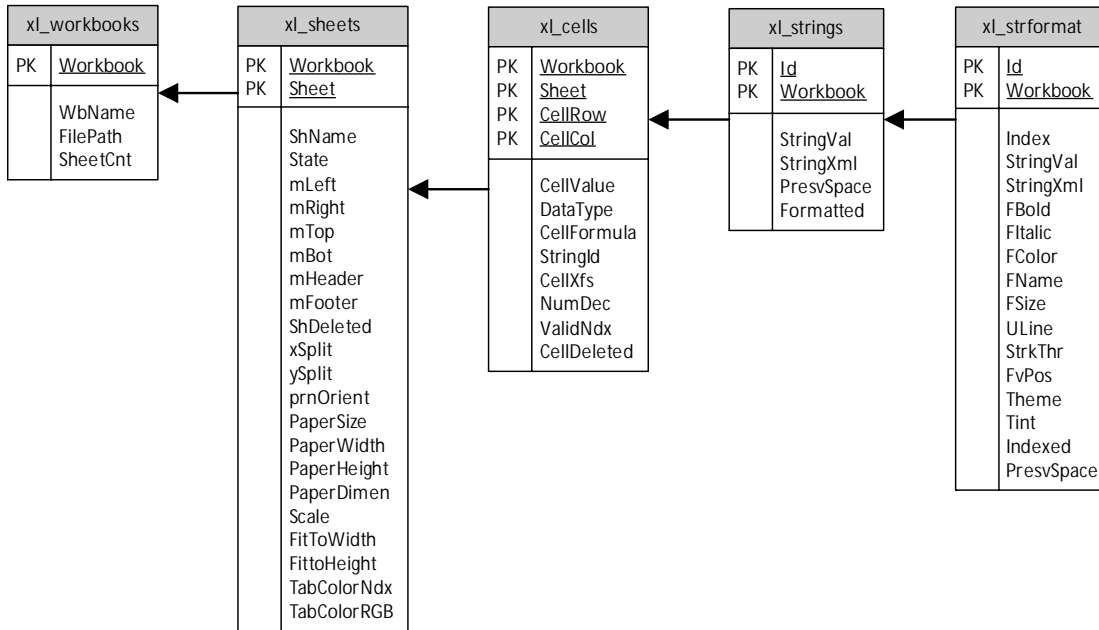 xl_workbooks
PK Workbook
WbName
FilePath
SheetCnt
xl_sheets
PK Workbook
PK Sheet
ShName
State
mLeft
mRight
mTop
mBot
mHeader
mFooter
ShDeleted
xSplit
ySplit
prnOrient
PaperSize
PaperWidth
PaperHeight
PaperDimen
Scale
FitToWidth
FittoHeight
TabColorNdx
TabColorRGB
xl_cells
PK Workbook
PK Sheet
PK CellRow
PK CellCol
CellValue
DataType
CellFormula
StringId
CellXfs
NumDec
ValidNdx
CellDeleted
xl_strings
PK Id
PK Workbook
StringVal
StringXml
PresvSpace
Formatted
xl_strformat
PK Id
PK Workbook
Index
StringVal
StringXml
FBold
FItalic
FColor
FName
FSize
ULine
StrkThr
FvPos
Theme
Tint
Indexed
PresvSpace